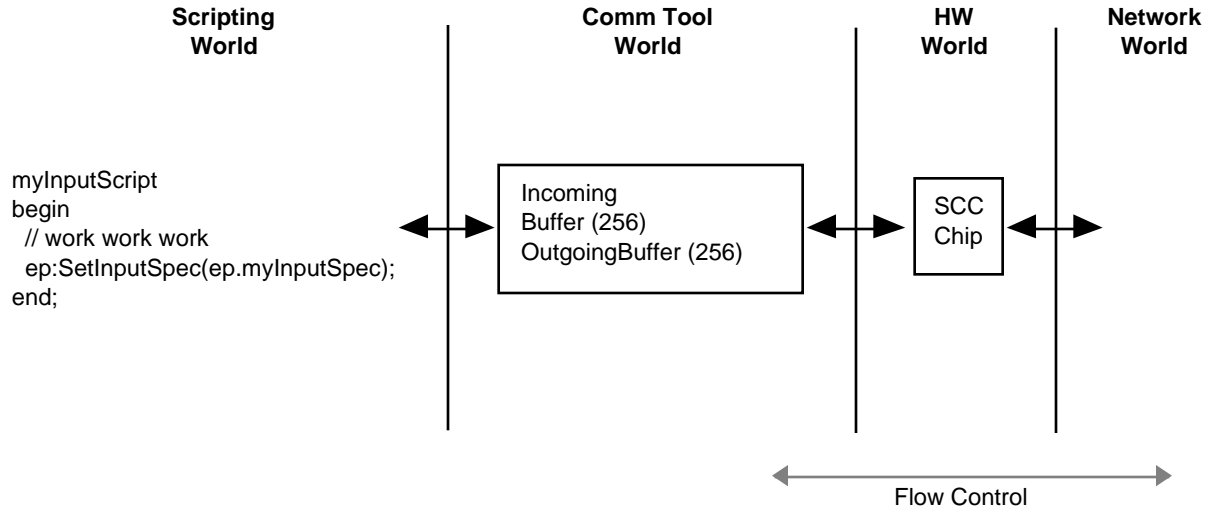 Scripting
World
Comm Tool
World
HW
World
Network
World
myInputScript
begin
// work work work
ep:SetInputSpec(ep.myInputSpec);
end;
Incoming
Buffer (256)
OutgoingBuffer (256)
SCC
Chip
Flow Control